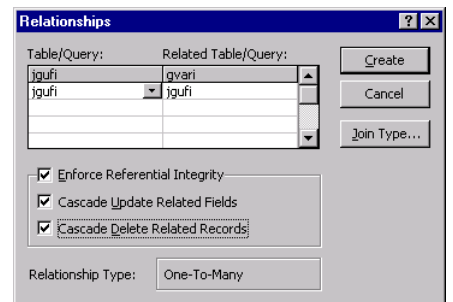 Relationships
Table/Query: Related Table/Query:
jgufi gvari
jgufi jgufi
Create
Cancel
Join Type...
Enforce Referential Integrity
Cascade Update Related Fields
Cascade Delete Related Records
Relationship Type: One-To-Many